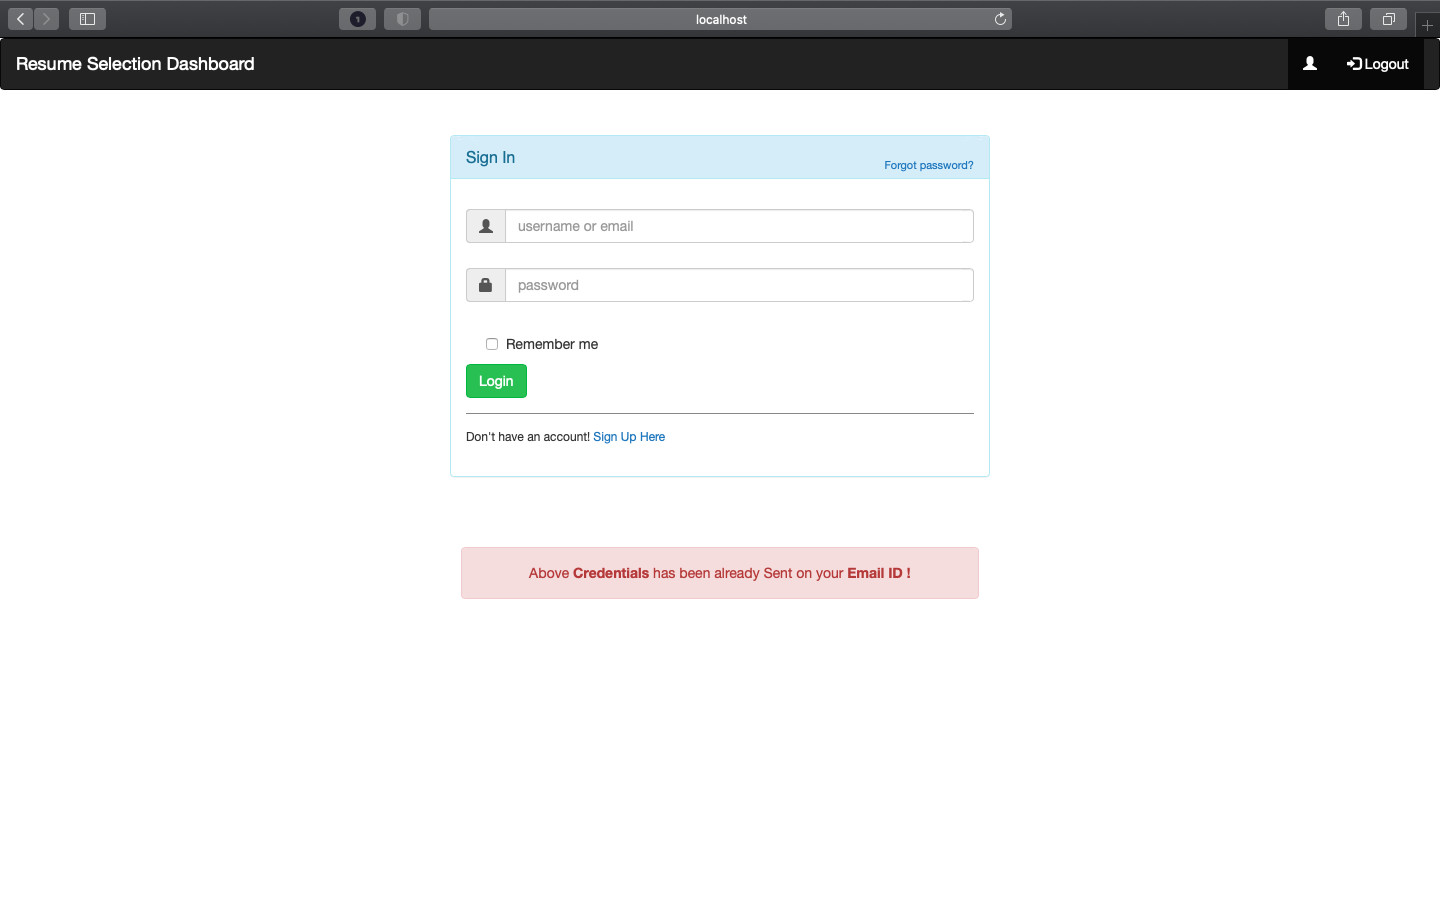 localhost
Resume Selection Dashboard
Logout
Sign In
Forgot password?
username or email
password
Remember me
Login
Don't have an account! Sign Up Here
Above Credentials has been already Sent on your Email ID !